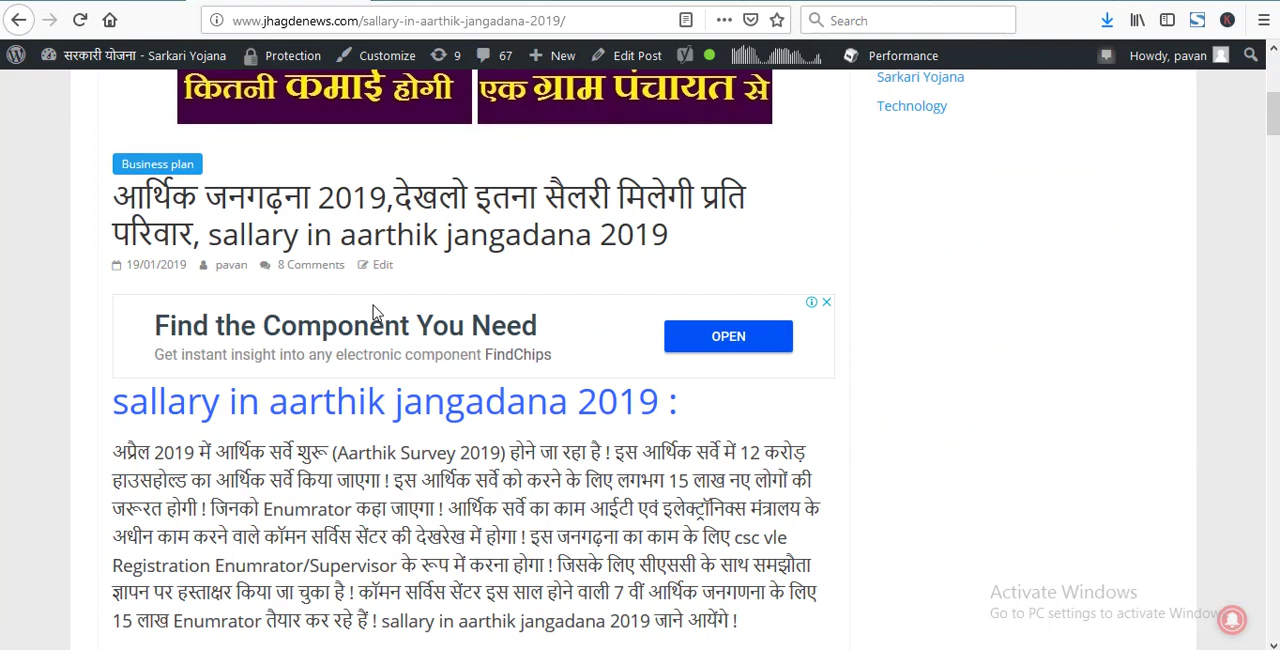 www.jhagdenews.com/sallary-in-aarthik-jangadana-2019/
Search
सरकारी योजना - Sarkari Yojana
Protection
Customize
9
67
New
Edit Post
Performance
Howdy, pavan
कितनी कमाई होगी
एक ग्राम पंचायत से
Sarkari Yojana
Technology
Business plan
आर्थिक जनगढ़ना 2019,देखलो इतना सैलरी मिलेगी प्रति
परिवार, sallary in aarthik jangadana 2019
19/01/2019 pavan 8 Comments Edit
Find the Component You Need
Get instant insight into any electronic component FindChips
OPEN
sallary in aarthik jangadana 2019 :
अप्रैल 2019 में आर्थिक सर्वे शुरू (Aarthik Survey 2019) होने जा रहा है ! इस आर्थिक सर्वे में 12 करोड़
हाउसहोल्ड का आर्थिक सर्वे किया जाएगा ! इस आर्थिक सर्वे को करने के लिए लगभग 15 लाख नए लोगों की
जरूरत होगी ! जिनको Enumrator कहा जाएगा ! आर्थिक सर्वे का काम आईटी एवं इलेक्ट्रॉनिक्स मंत्रालय के
अधीन काम करने वाले कॉमन सर्विस सेंटर की देखरेख में होगा ! इस जनगढ़ना का काम के लिए csc vle
Registration Enumrator/Supervisor के रूप में करना होगा ! जिसके लिए सीएससी के साथ समझौता
ज्ञापन पर हस्ताक्षर किया जा चुका है ! कॉमन सर्विस सेंटर इस साल होने वाली 7 वीं आर्थिक जनगणना के लिए
15 लाख Enumrator तैयार कर रहे हैं ! sallary in aarthik jangadana 2019 जाने आयेंगे !
Activate Windows
Go to PC settings to activate Windows